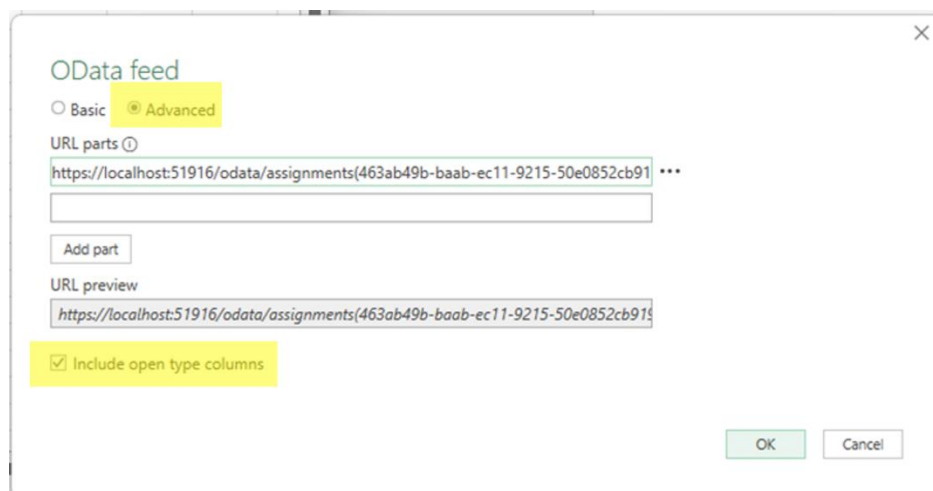 OData feed
Basic Advanced
URL parts
https://localhost:51916/odata/assignments(463ab49b-baab-ec11-9215-50e0852cb91
Add part
URL preview
https://localhost:51916/odata/assignments(463ab49b-baab-ec11-9215-50e0852cb919
Include open type columns
OK Cancel